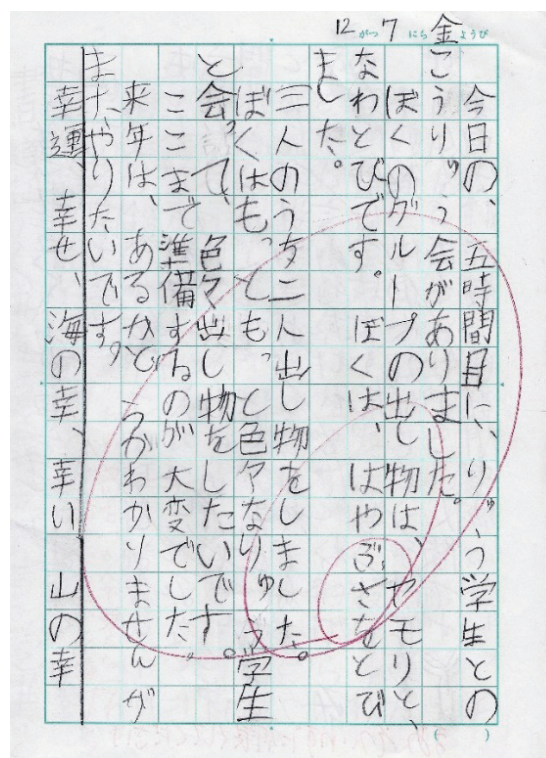 12がつ7にち金ようび
今日の、五時間目に、りゅう学生との
こうりゅう会がありました。
ぼくのグループの出し物は、ヤモリと、
なわとびです。ぼくは、はやぶさをとび
ました。
三人のうち二人出し物をしました。
ぼくはもっともっと色々なりゅう学生
と会って、色々出し物をしたいです。
ここまで準備するのが大変でした。
来年は、あるかどうかわかりませんが
またやりたいです。
幸運、幸せ、海の幸、幸い山の幸